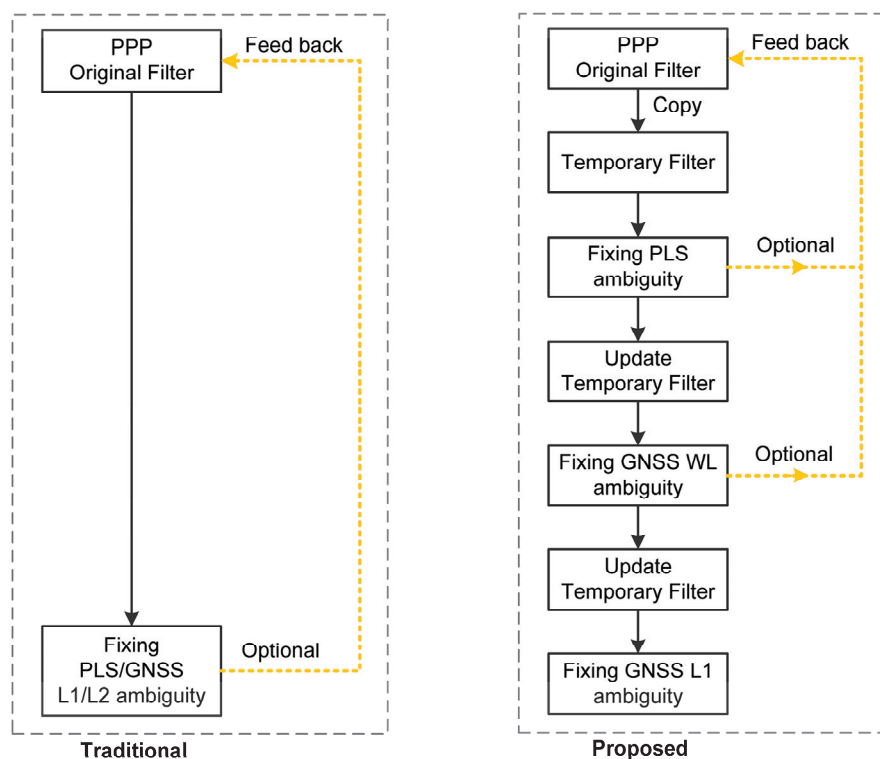 PPP
Original Filter
Feed back
Fixing
PLS/GNSS
L1/L2 ambiguity
Optional
Traditional
PPP
Original Filter
Feed back
Copy
Temporary Filter
Fixing PLS
ambiguity
Optional
Update
Temporary Filter
Fixing GNSS WL
ambiguity
Optional
Update
Temporary Filter
Fixing GNSS L1
ambiguity
Proposed